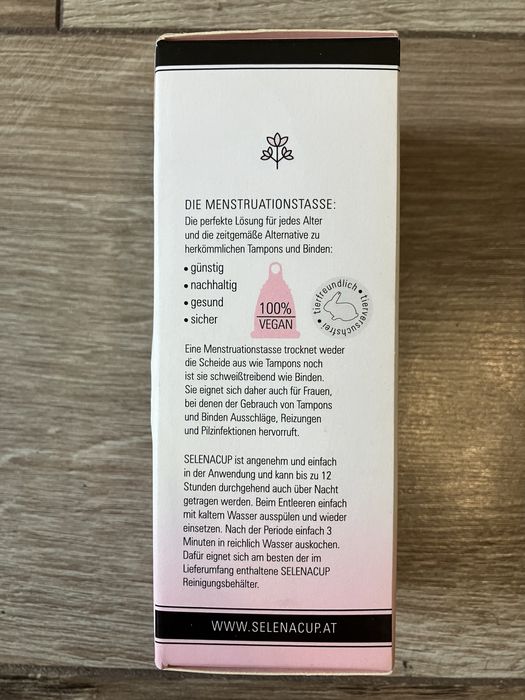 DIE MENSTRUATIONSTASSE:
Die perfekte Lösung für jedes Alter
und die zeitgemäße Alternative zu
herkömmlichen Tampons und Binden:
• günstig
• nachhaltig
• gesund
• sicher
100%
VEGAN
tierfreundlich • tierversuchsfrei •
Eine Menstruationstasse trocknet weder
die Scheide aus wie Tampons noch
ist sie schweißtreibend wie Binden.
Sie eignet sich daher auch für Frauen,
bei denen der Gebrauch von Tampons
und Binden Ausschläge, Reizungen
und Pilzinfektionen hervorruft.
SELENACUP ist angenehm und einfach
in der Anwendung und kann bis zu 12
Stunden durchgehend auch über Nacht
getragen werden. Beim Entleeren einfach
mit kaltem Wasser ausspülen und wieder
einsetzen. Nach der Periode einfach 3
Minuten in reichlich Wasser auskochen.
Dafür eignet sich am besten der im
Lieferumfang enthaltene SELENACUP
Reinigungsbehälter.
WWW.SELENACUP.AT